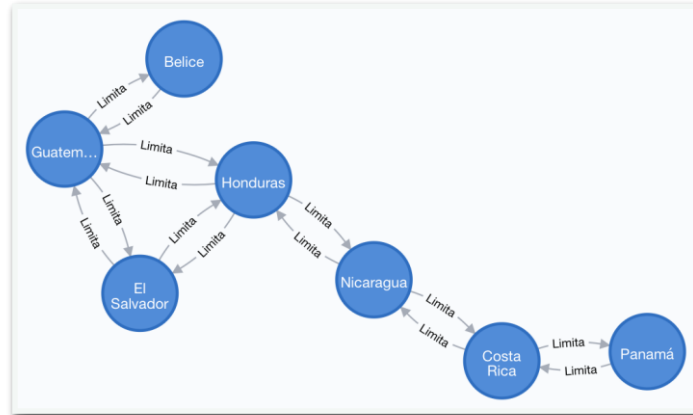 Belice
Limita
Limita
Guatem...
Limita
Limita
Honduras
Limita
Limita
Limita
Limita
Limita
Limita
El
Salvador
Nicaragua
Limita
Limita
Costa
Rica
Limita
Limita
Panamá